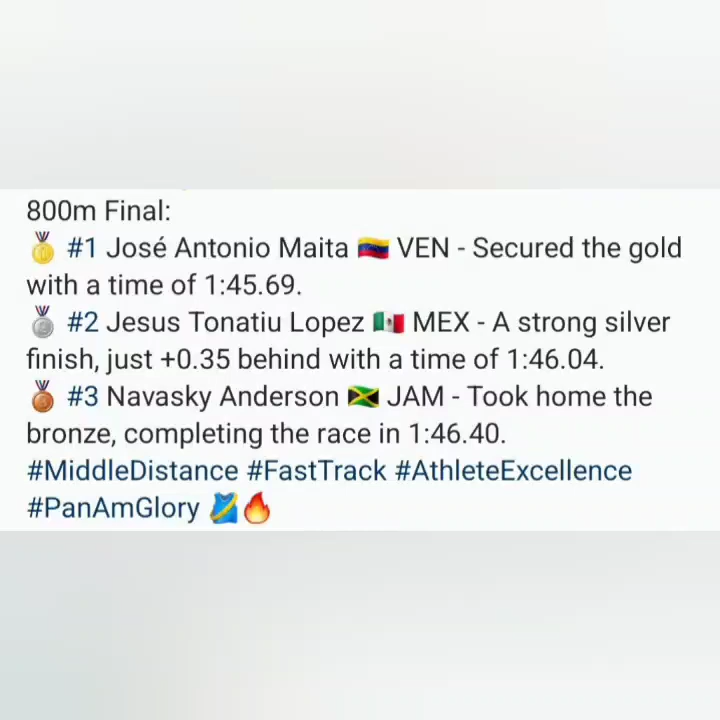 800m Final:
🥇 #1 José Antonio Maita 🇻🇪 VEN - Secured the gold
with a time of 1:45.69.
🥈 #2 Jesus Tonatiu Lopez 🇲🇽 MEX - A strong silver
finish, just +0.35 behind with a time of 1:46.04.
🥉 #3 Navasky Anderson 🇯🇲 JAM - Took home the
bronze, completing the race in 1:46.40.
#MiddleDistance #FastTrack #AthleteExcellence
#PanAmGlory 🎽🔥